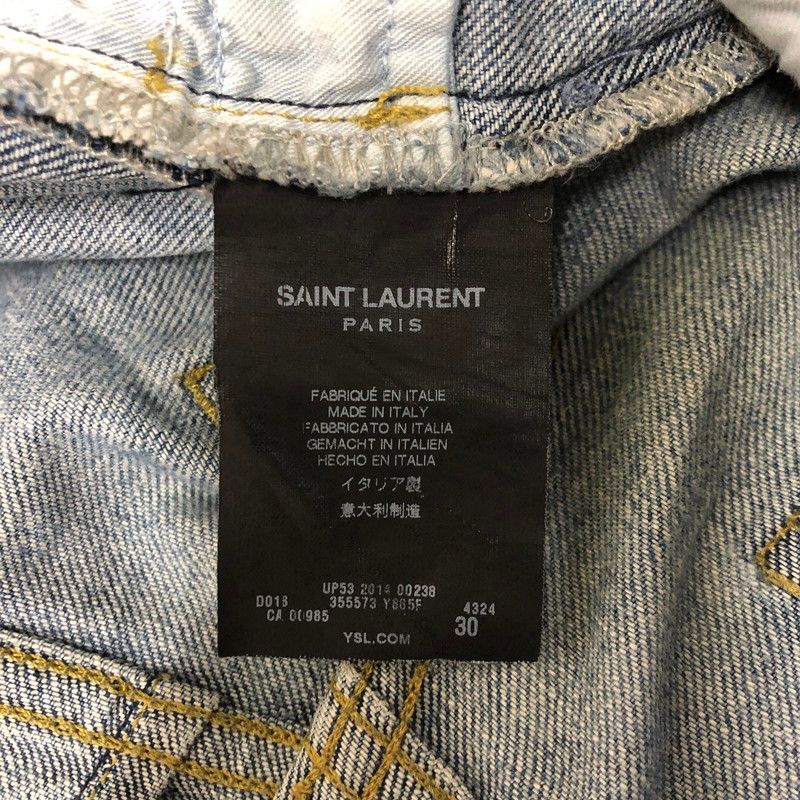 SAINT LAURENT
PARIS
FABRIQUÉ EN ITALIE
MADE IN ITALY
FABBRICATO IN ITALIA
GEMACHT IN ITALIEN
HECHO EN ITALIA
イタリア製
意大利制造
UP53 2014 00238
D018 355573 Y865F 4324
CA 00985 30
YSL.COM